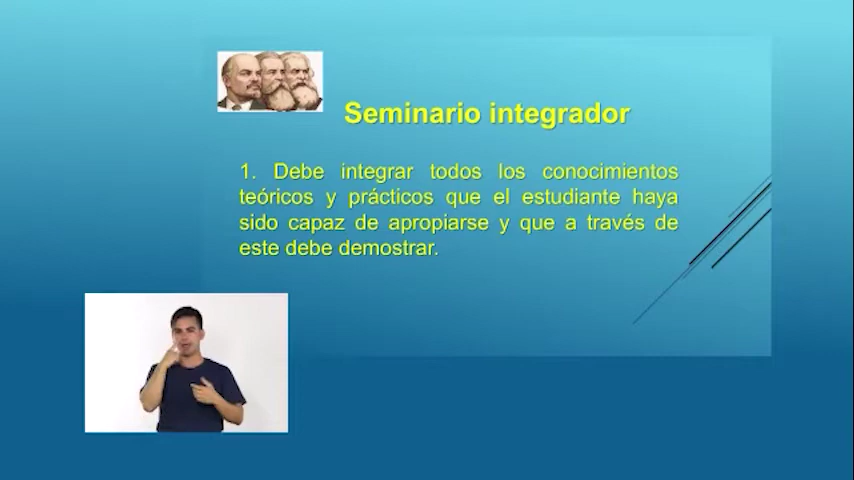 Seminario integrador
1. Debe integrar todos los conocimientos
teóricos y prácticos que el estudiante haya
sido capaz de apropiarse y que a través de
este debe demostrar.